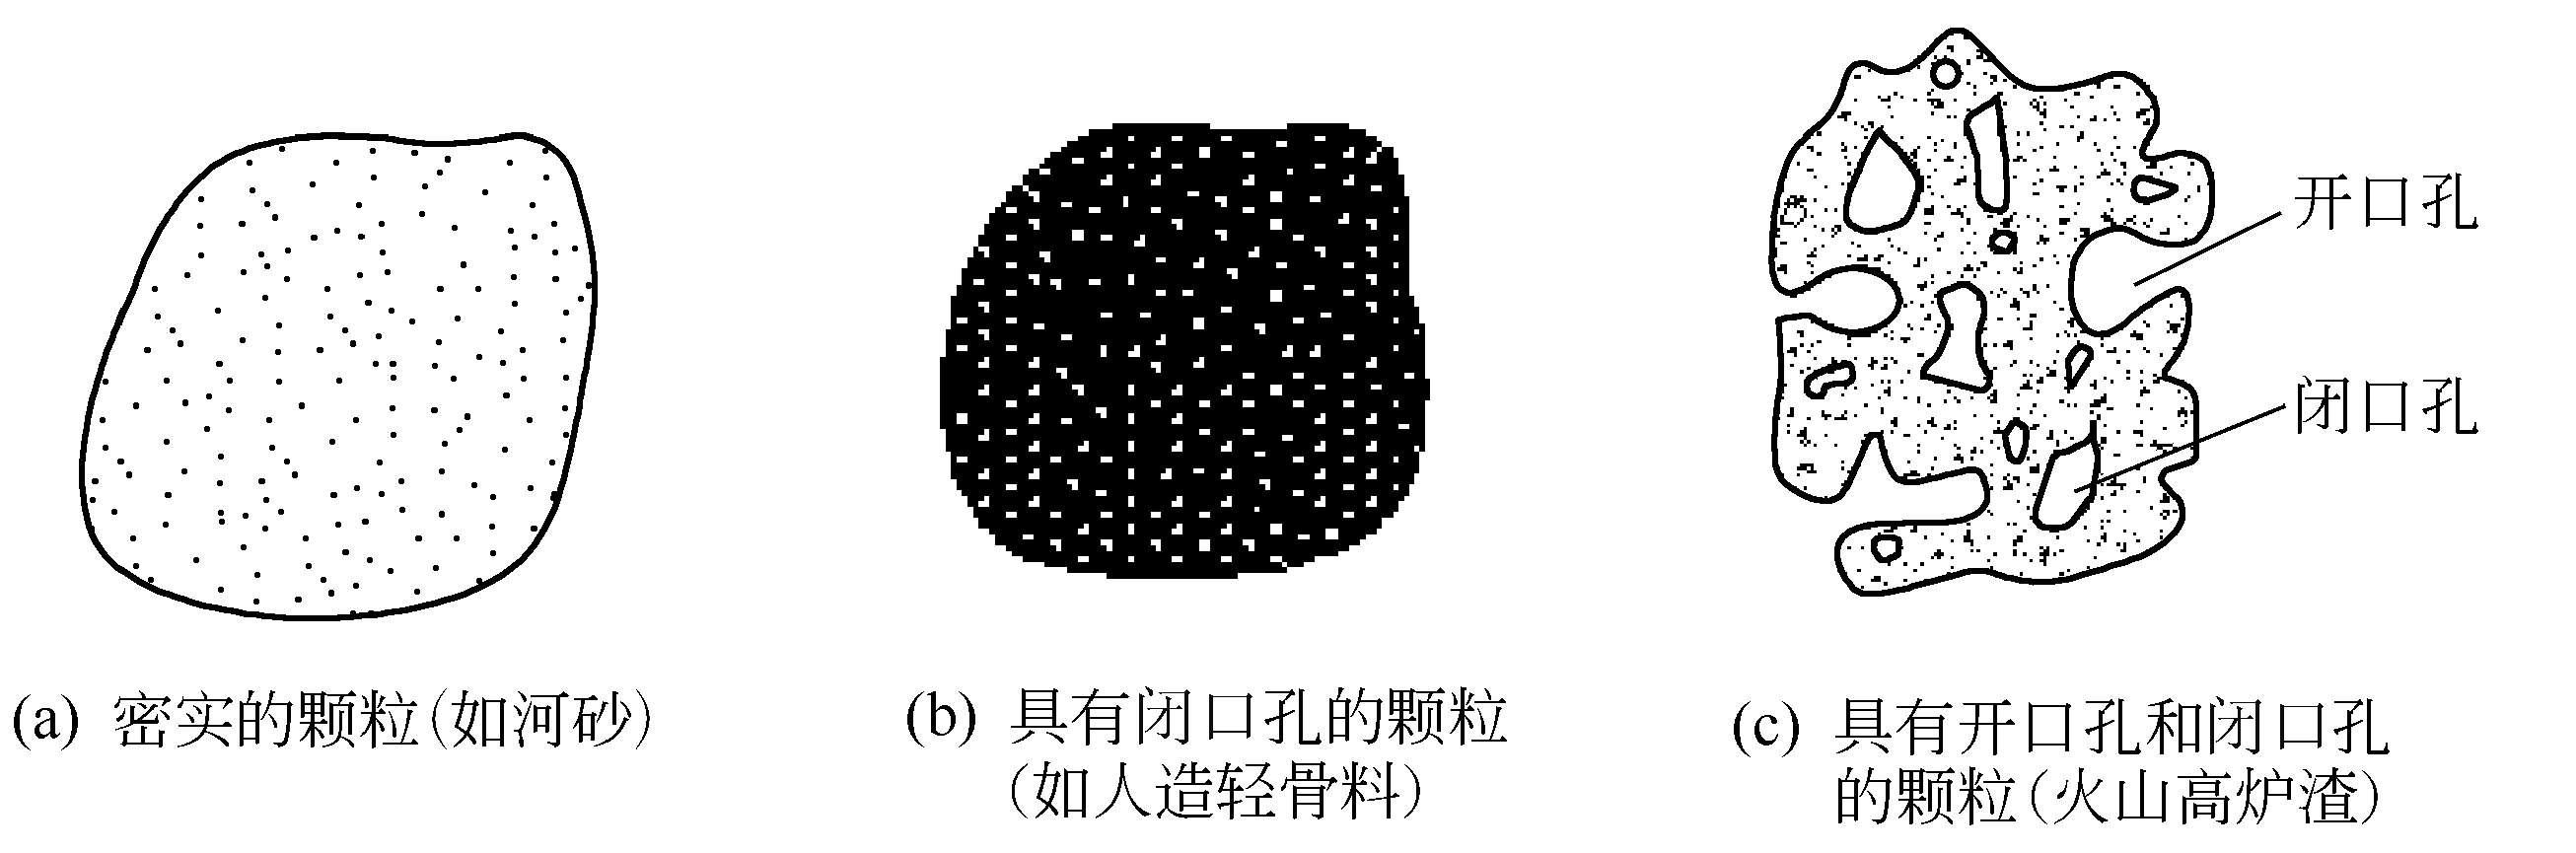 开口孔
闭口孔
(a) 密实的颗粒(如河砂)
(b) 具有闭口孔的颗粒
(如人造轻骨料)
(c) 具有开口孔和闭口孔
的颗粒(火山高炉渣)